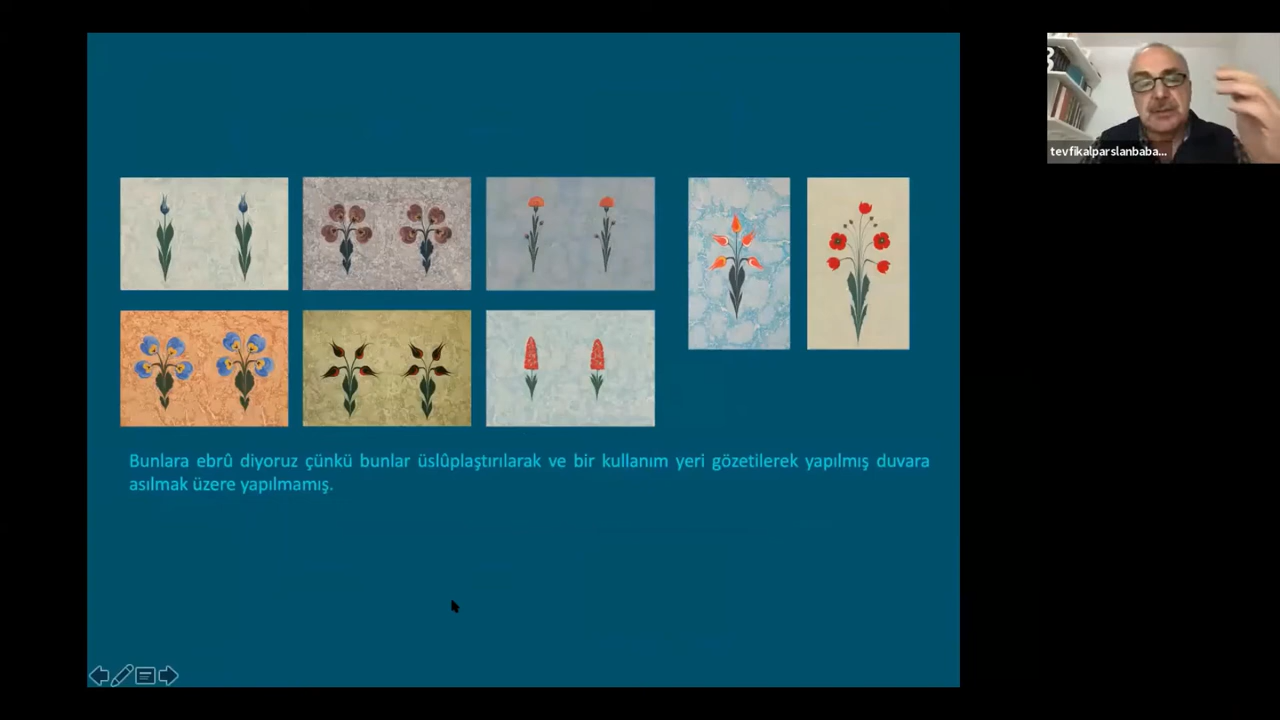 tevfikalparslanbaba...
Bunlara ebrû diyoruz çünkü bunlar üslûplaştırılarak ve bir kullanım yeri gözetilerek yapılmış duvara
asılmak üzere yapılmamış.